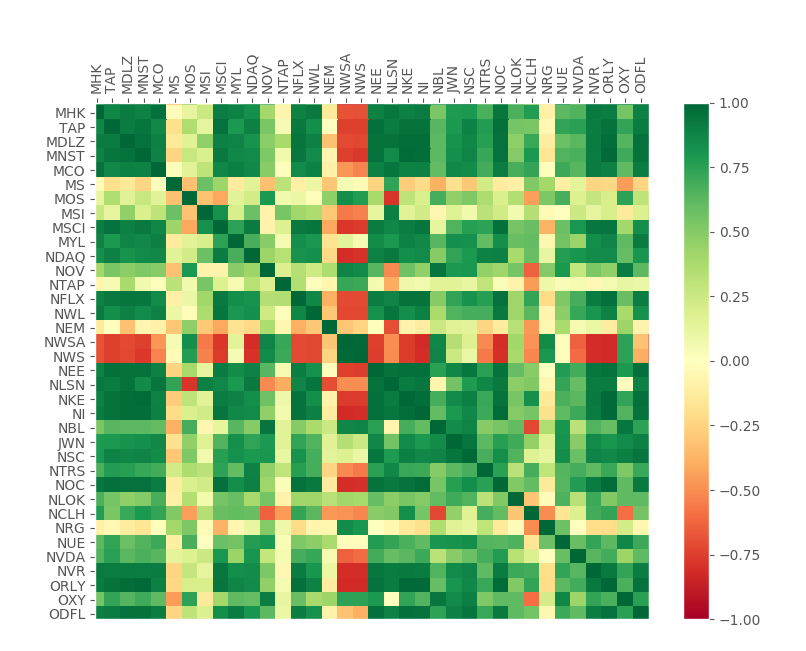 MHK TAP MDLZ MNST MCO MS MOS MSI MSCI MYL NDAQ NOV NTAP NFLX NWL NEM NWSA NWS NEE NLSN NKE NI NBL JWN NSC NTRS NOC NLOK NCLH NRG NUE NVDA NVR ORLY OXY ODFL
MHK
TAP
MDLZ
MNST
MCO
MS
MOS
MSI
MSCI
MYL
NDAQ
NOV
NTAP
NFLX
NWL
NEM
NWSA
NWS
NEE
NLSN
NKE
NI
NBL
JWN
NSC
NTRS
NOC
NLOK
NCLH
NRG
NUE
NVDA
NVR
ORLY
OXY
ODFL
1.00
0.75
0.50
0.25
0.00
−0.25
−0.50
−0.75
−1.00